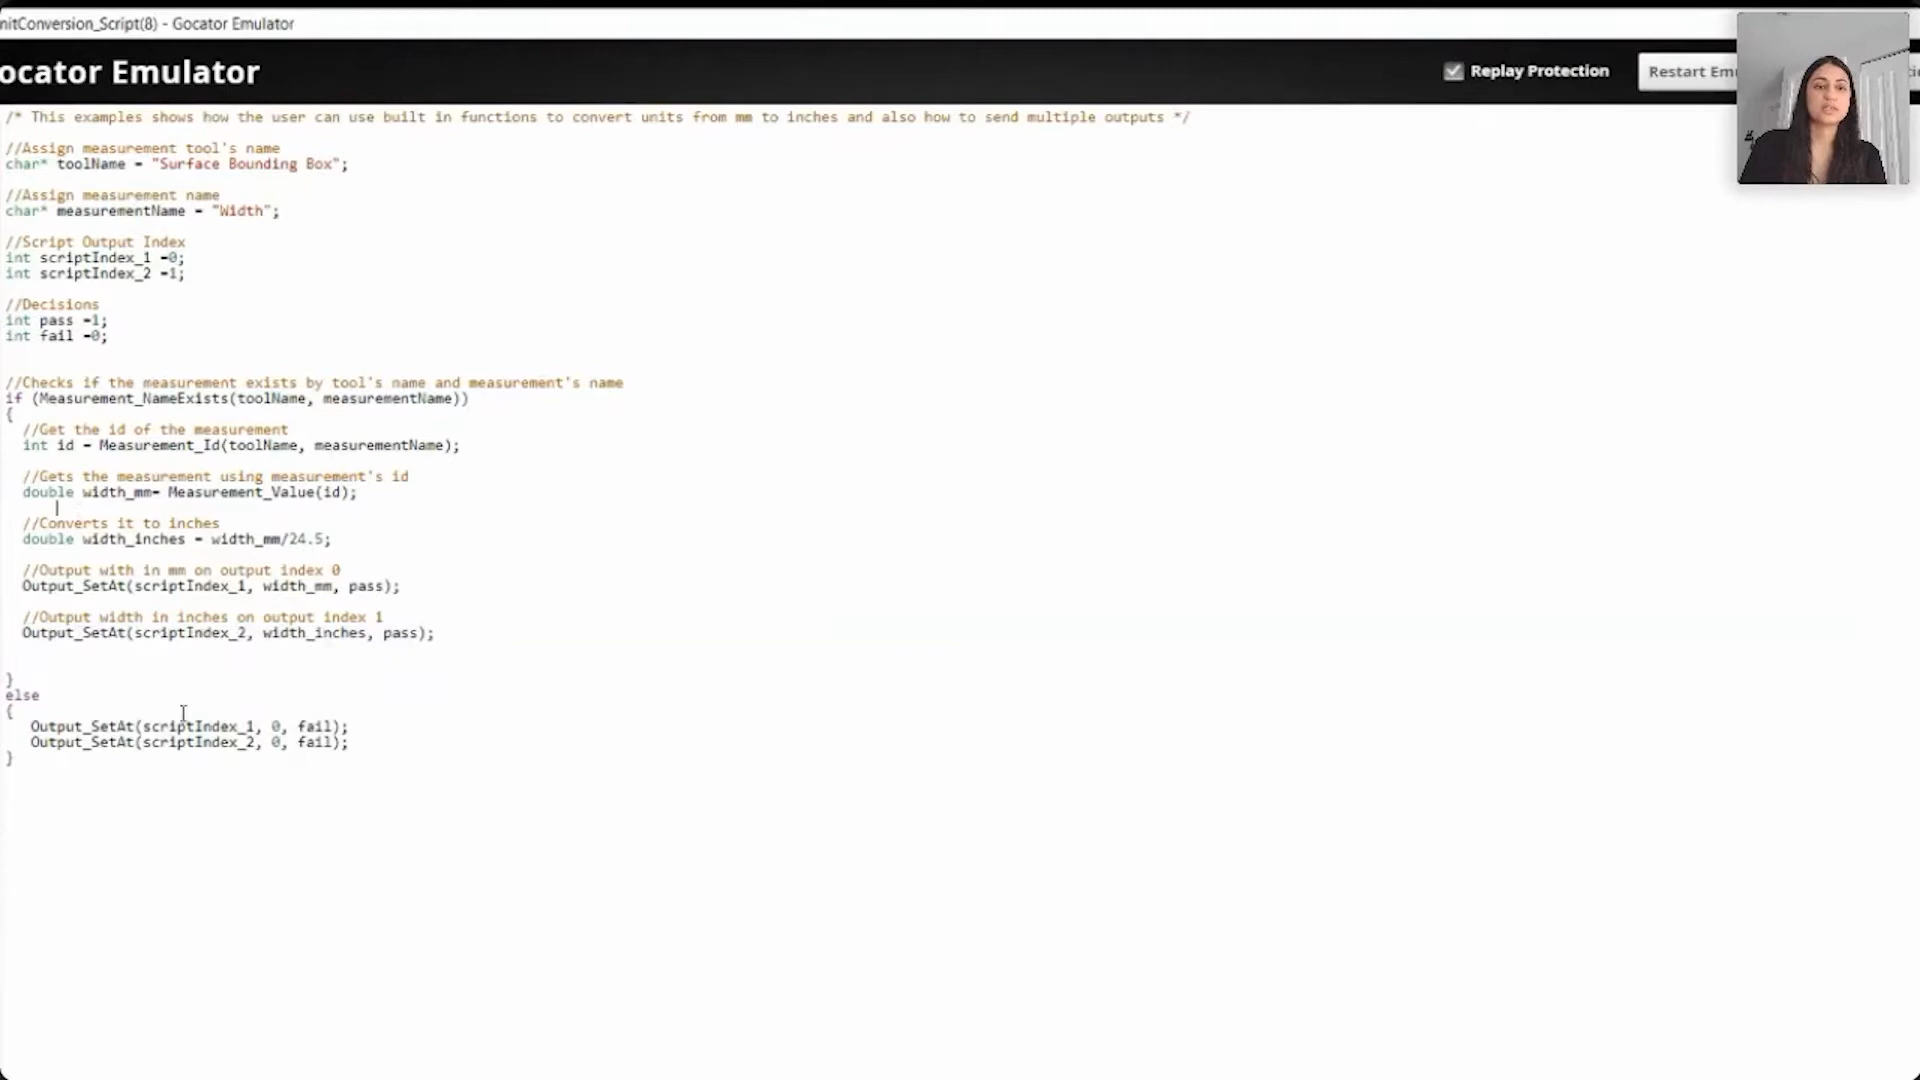 nitConversion_Script(8) - Gocator Emulator
ocator Emulator
Replay Protection
Restart Em
/* This examples shows how the user can use built in functions to convert units from mm to inches and also how to send multiple outputs */
//Assign measurement tool's name
char* toolName = "Surface Bounding Box";
//Assign measurement name
char* measurementName = "Width";
//Script Output Index
int scriptIndex_1 =0;
int scriptIndex_2 =1;
//Decisions
int pass =1;
int fail =0;
//Checks if the measurement exists by tool's name and measurement's name
if (Measurement_NameExists(toolName, measurementName))
{
//Get the id of the measurement
int id = Measurement_Id(toolName, measurementName);
//Gets the measurement using measurement's id
double width_mm= Measurement_Value(id);
//Converts it to inches
double width_inches = width_mm/24.5;
//Output with in mm on output index 0
Output_SetAt(scriptIndex_1, width_mm, pass);
//Output width in inches on output index 1
Output_SetAt(scriptIndex_2, width_inches, pass);
}
else
{
Output_SetAt(scriptIndex_1, 0, fail);
Output_SetAt(scriptIndex_2, 0, fail);
}